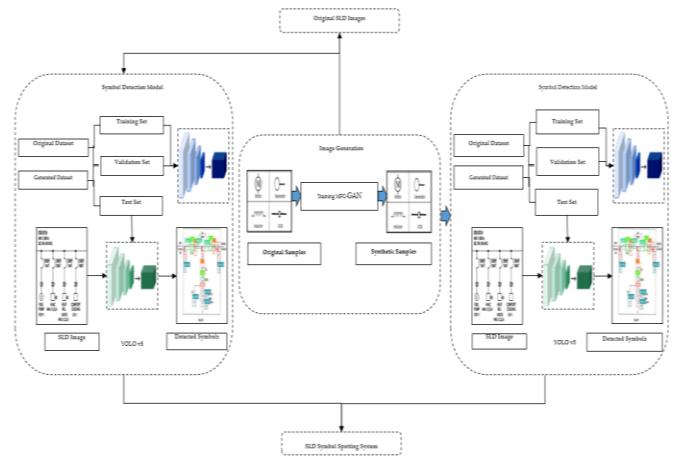 Original SLD Images
Symbol Detection Model
Training Set
Original Dataset
Validation Set
Generated Dataset
Test Set
SLD Image
YOLO v5
Detected Symbols
Image Generation
Training MFC-GAN
Original Samples
Synthetic Samples
Symbol Detection Model
Training Set
Original Dataset
Validation Set
Generated Dataset
Test Set
SLD Image
YOLO v5
Detected Symbols
SLD Symbol Spotting System